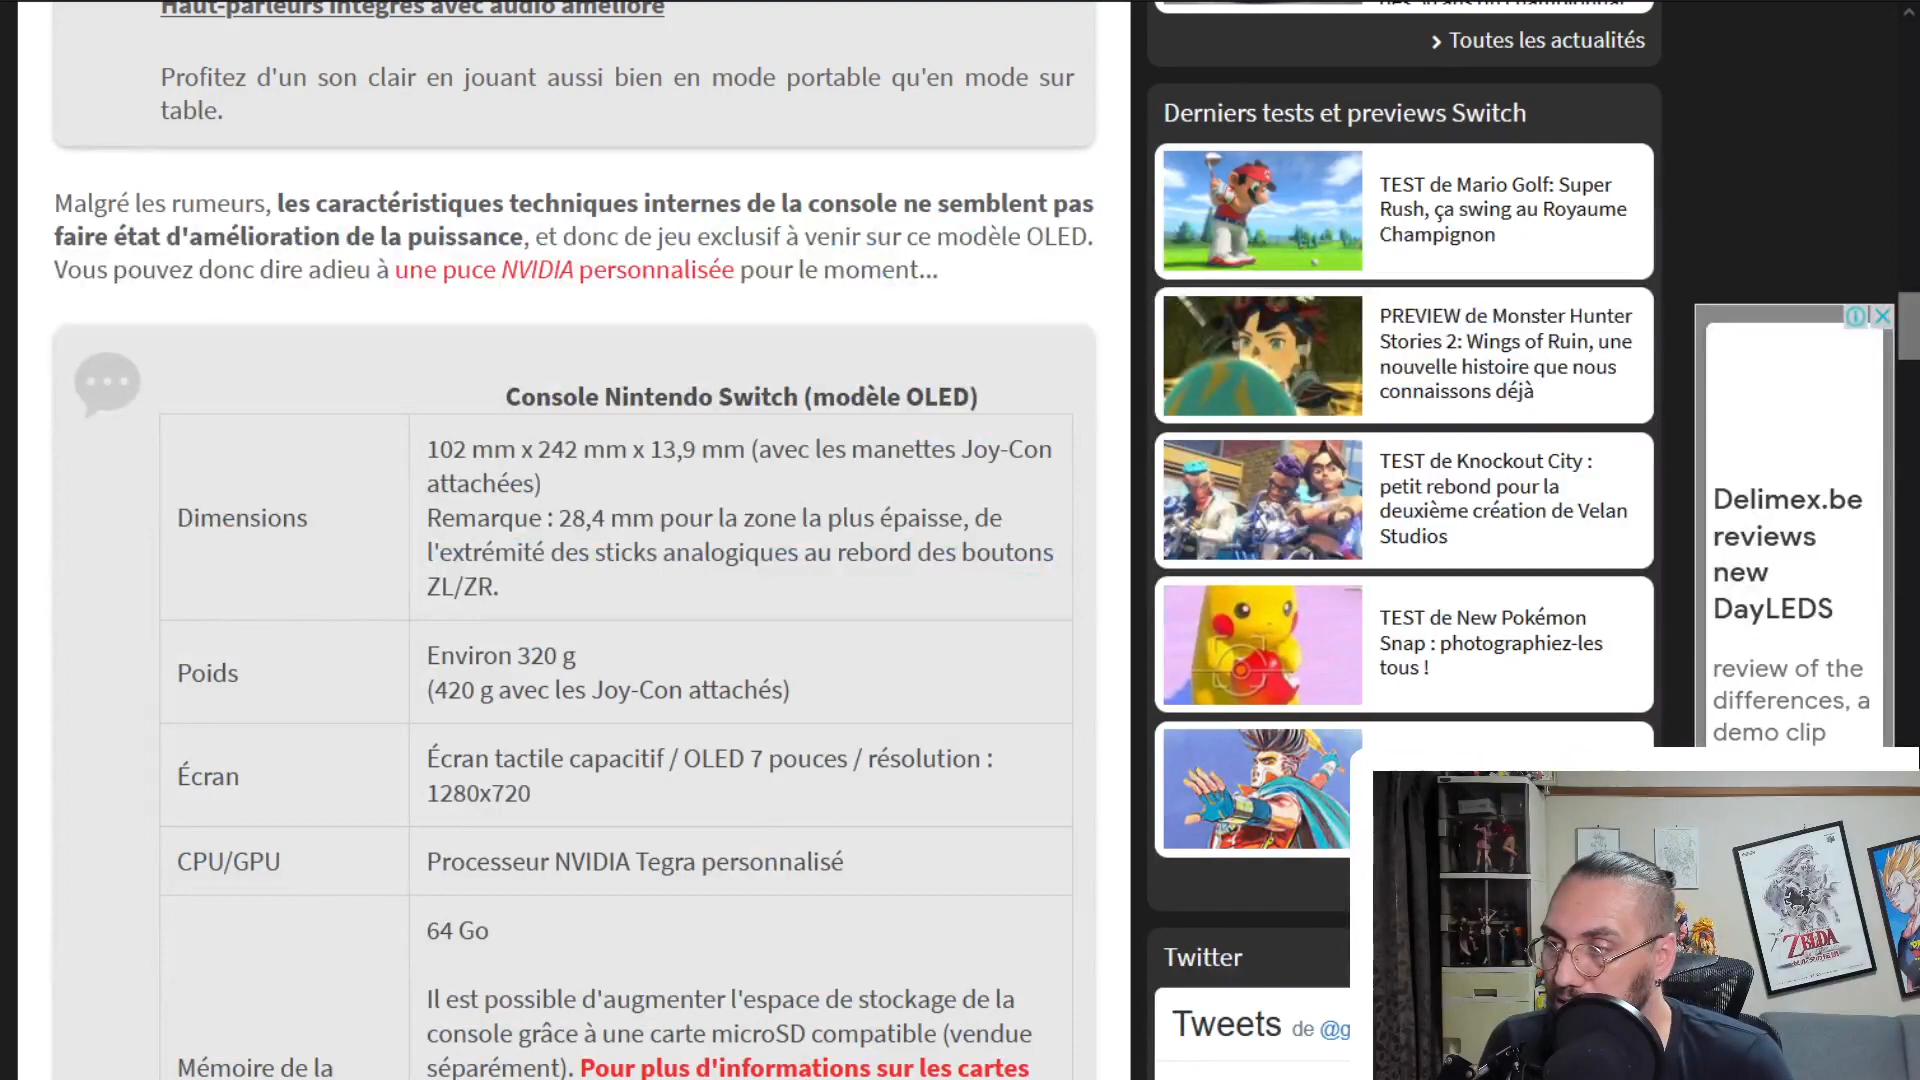 Haut-parleurs intégrés avec audio amélioré
Profitez d'un son clair en jouant aussi bien en mode portable qu'en mode sur
table.
Malgré les rumeurs, les caractéristiques techniques internes de la console ne semblent pas
faire état d'amélioration de la puissance, et donc de jeu exclusif à venir sur ce modèle OLED.
Vous pouvez donc dire adieu à une puce NVIDIA personnalisée pour le moment...
Console Nintendo Switch (modèle OLED)
Dimensions
102 mm x 242 mm x 13,9 mm (avec les manettes Joy-Con
attachées)
Remarque : 28,4 mm pour la zone la plus épaisse, de
l'extrémité des sticks analogiques au rebord des boutons
ZL/ZR.
Poids
Environ 320 g
(420 g avec les Joy-Con attachés)
Écran
Écran tactile capacitif / OLED 7 pouces / résolution :
1280x720
CPU/GPU
Processeur NVIDIA Tegra personnalisé
Mémoire de la
64 Go
Il est possible d'augmenter l'espace de stockage de la
console grâce à une carte microSD compatible (vendue
séparément). Pour plus d'informations sur les cartes
Toutes les actualités
Derniers tests et previews Switch
TEST de Mario Golf: Super
Rush, ça swing au Royaume
Champignon
PREVIEW de Monster Hunter
Stories 2: Wings of Ruin, une
nouvelle histoire que nous
connaissons déjà
TEST de Knockout City :
petit rebond pour la
deuxième création de Velan
Studios
TEST de New Pokémon
Snap : photographiez-les
tous !
Twitter
Tweets de @g
Delimex.be
reviews
new
DayLEDS
review of the
differences, a
demo clip
ZELDA